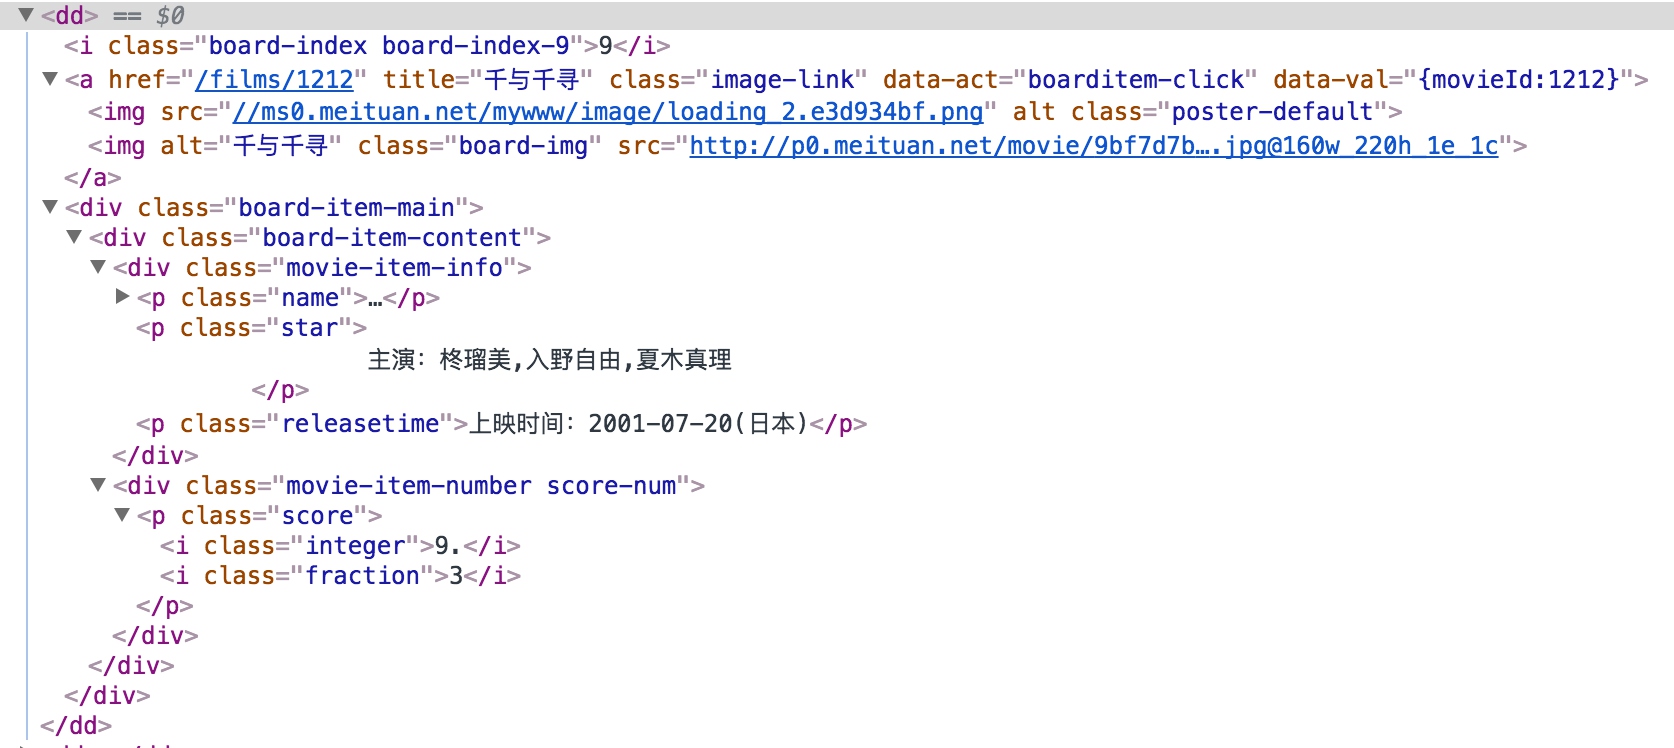 <dd> == $0
<i class="board-index board-index-9">9</i>
<a href="/films/1212" title="千与千寻" class="image-link" data-act="boarditem-click" data-val="{movieId:1212}">
<img src="//ms0.meituan.net/mywww/image/loading_2.e3d934bf.png" alt class="poster-default">
<img alt="千与千寻" class="board-img" src="http://p0.meituan.net/movie/9bf7d7b….jpg@160w_220h_1e_1c">
</a>
<div class="board-item-main">
<div class="board-item-content">
<div class="movie-item-info">
<p class="name">…</p>
<p class="star">
主演：柊瑠美,入野自由,夏木真理
</p>
<p class="releasetime">上映时间：2001-07-20(日本)</p>
</div>
<div class="movie-item-number score-num">
<p class="score">
<i class="integer">9.</i>
<i class="fraction">3</i>
</p>
</div>
</div>
</div>
</dd>